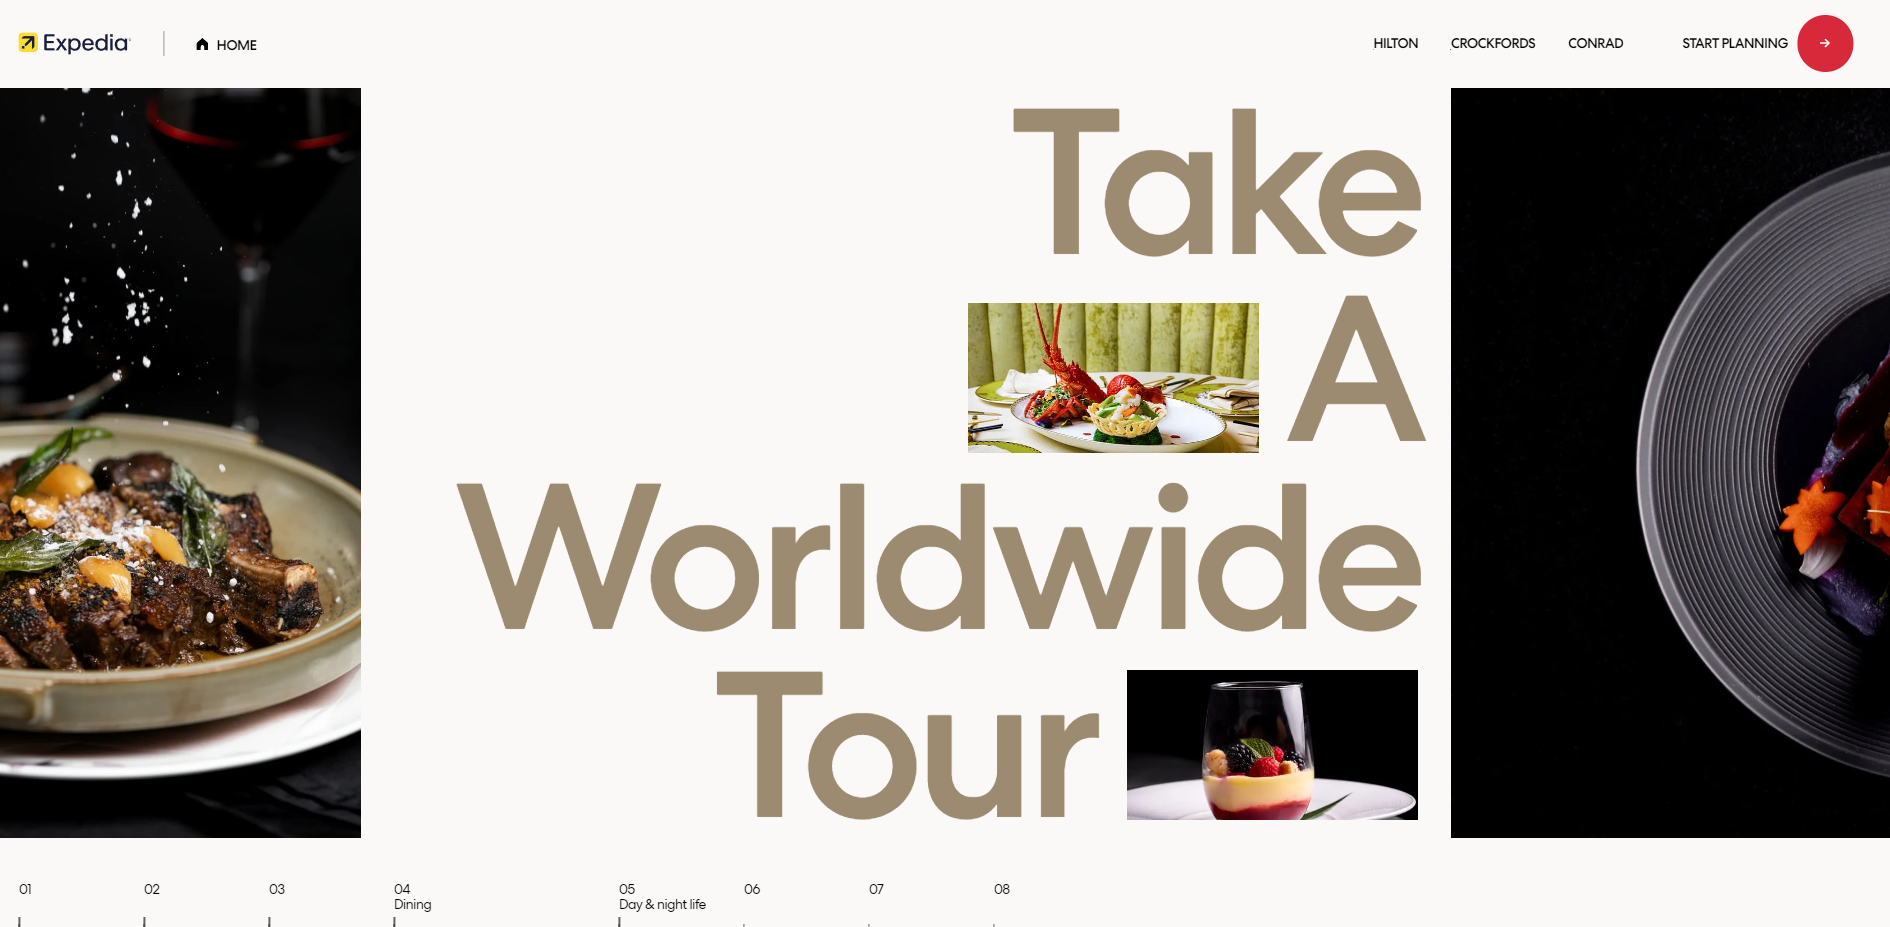 Expedia
HOME
HILTON
CROCKFORDS
CONRAD
START PLANNING
Take
A
Worldwide
Tour
01
02
03
04
Dining
05
Day & night life
06
07
08